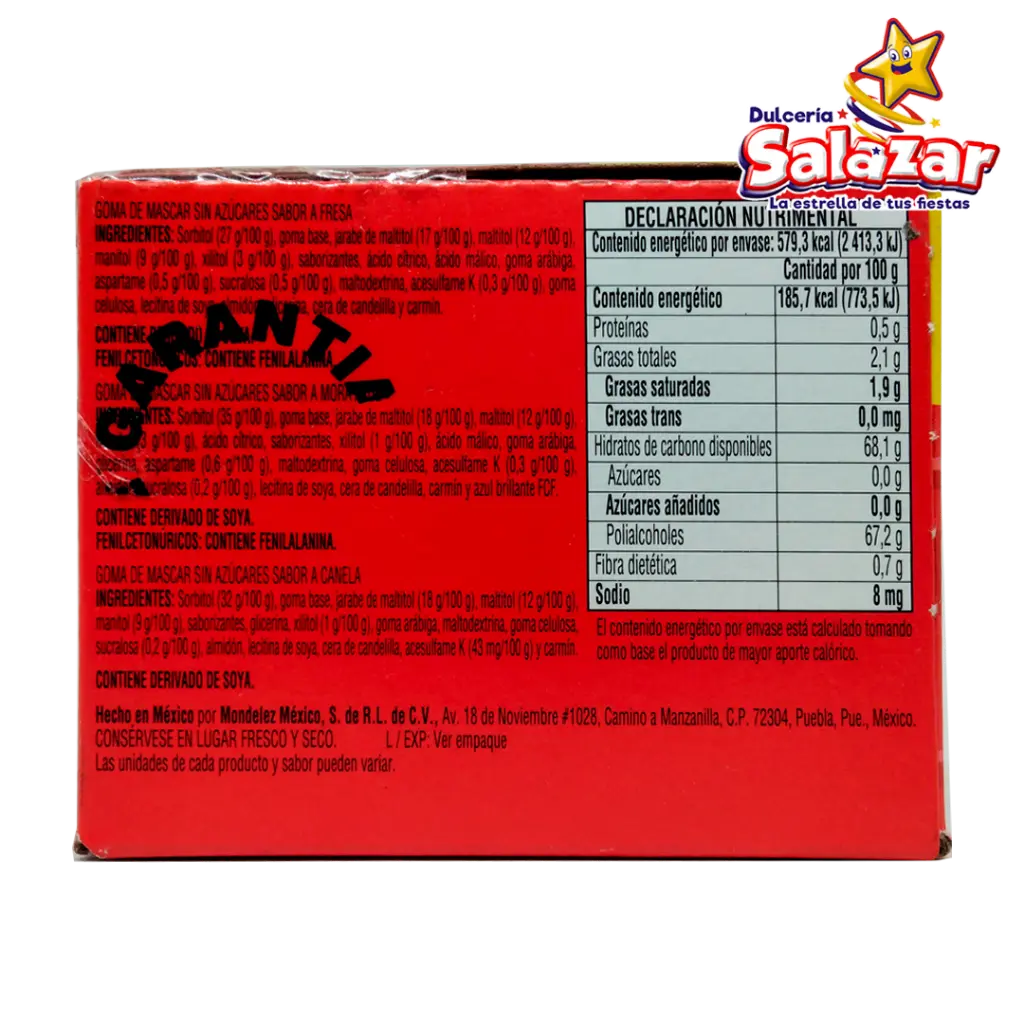 Dulcería
Salazar
La estrella de tus fiestas
GOMA DE MASCAR SIN AZÚCARES SABOR A FRESA
INGREDIENTES: Sorbitol (27 g/100 g), goma base, jarabe de maltitol (17 g/100 g), maltitol (12 g/100 g),
manitol (9 g/100 g), xilitol (3 g/100 g), saborizantes, ácido cítrico, ácido málico, goma arábiga,
aspartame (0,5 g/100 g), sucralosa (0,5 g/100 g), maltodextrina, acesulfame K (0,3 g/100 g), goma
celulosa, lecitina de soya, almidón, cera de candelilla y carmín.
CONTIENE
FENILCETONÚRICOS: CONTIENE FENILALANINA.
GARANTIA
GOMA MASCAR SIN AZÚCARES SABOR A MORA
INGREDIENTES: Sorbitol (35 g/100 g), goma base, jarabe de maltitol (18 g/100 g), maltitol (12 g/100 g),
g/100 g), ácido cítrico, saborizantes, xilitol (1 g/100 g), ácido málico, goma arábiga,
glicerina, aspartame (0,6 g/100 g), maltodextrina, goma celulosa, acesulfame K (0,3 g/100 g),
sucralosa (0,2 g/100 g), lecitina de soya, cera de candelilla, carmín y azul brillante FCF.
CONTIENE DERIVADO DE SOYA.
FENILCETONÚRICOS: CONTIENE FENILALANINA.
GOMA DE MASCAR SIN AZÚCARES SABOR A CANELA
INGREDIENTES: Sorbitol (32 g/100 g), goma base, jarabe de maltitol (18 g/100 g), maltitol (12 g/100 g),
manitol (9 g/100 g), saborizantes, glicerina, xilitol (1 g/100 g), goma arábiga, maltodextrina, goma celulosa,
sucralosa (0,2 g/100 g), almidón, lecitina de soya, cera de candelilla, acesulfame K (43 mg/100 g) y carmín.
CONTIENE DERIVADO DE SOYA.
DECLARACIÓN NUTRIMENTAL
Contenido energético por envase: 579,3 kcal (2 413,3 kJ)
Cantidad por 100 g
Contenido energético 185,7 kcal (773,5 kJ)
Proteínas 0,5 g
Grasas totales 2,1 g
Grasas saturadas 1,9 g
Grasas trans 0,0 mg
Hidratos de carbono disponibles 68,1 g
Azúcares 0,0 g
Azúcares añadidos 0,0 g
Polialcoholes 67,2 g
Fibra dietética 0,7 g
Sodio 8 mg
El contenido energético por envase está calculado tomando
como base el producto de mayor aporte calórico.
Hecho en México por Mondelez México, S. de R.L. de C.V., Av. 18 de Noviembre #1028, Camino a Manzanilla, C.P. 72304, Puebla, Pue., México.
CONSÉRVESE EN LUGAR FRESCO Y SECO. L / EXP: Ver empaque
Las unidades de cada producto y sabor pueden variar.